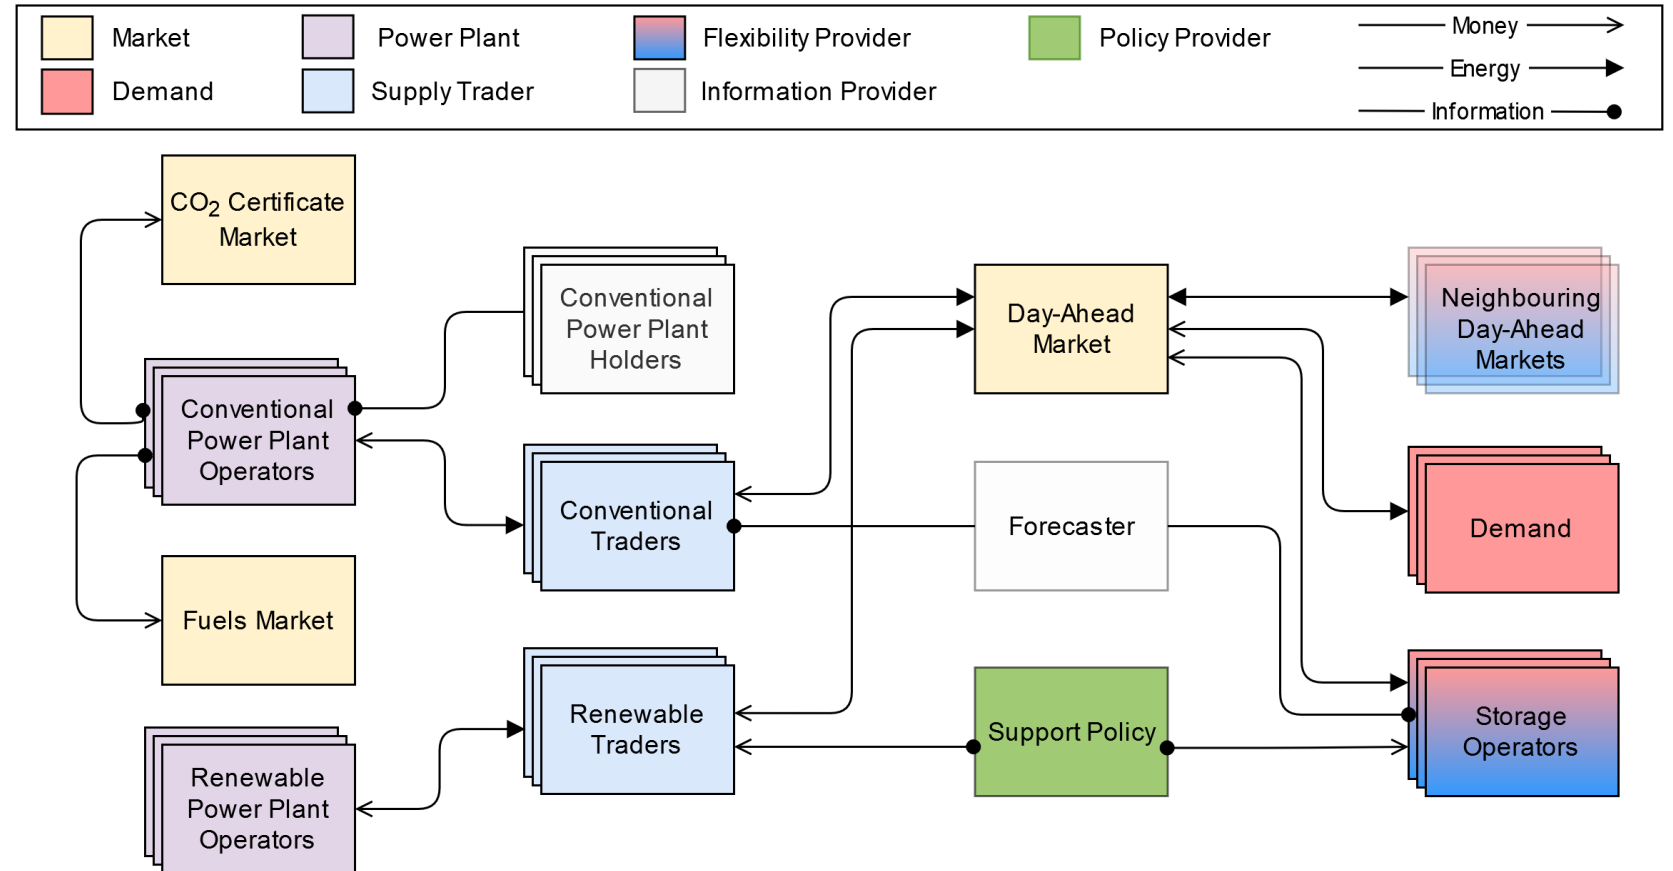 Market
Power Plant
Flexibility Provider
Policy Provider
Money
Energy
Demand
Supply Trader
Information Provider
Information
CO₂ Certificate
Market
Conventional
Power Plant
Holders
Day-Ahead
Market
Neighbouring
Day-Ahead
Markets
Conventional
Power Plant
Operators
Conventional
Traders
Forecaster
Demand
Fuels Market
Renewable
Traders
Support Policy
Storage
Operators
Renewable
Power Plant
Operators